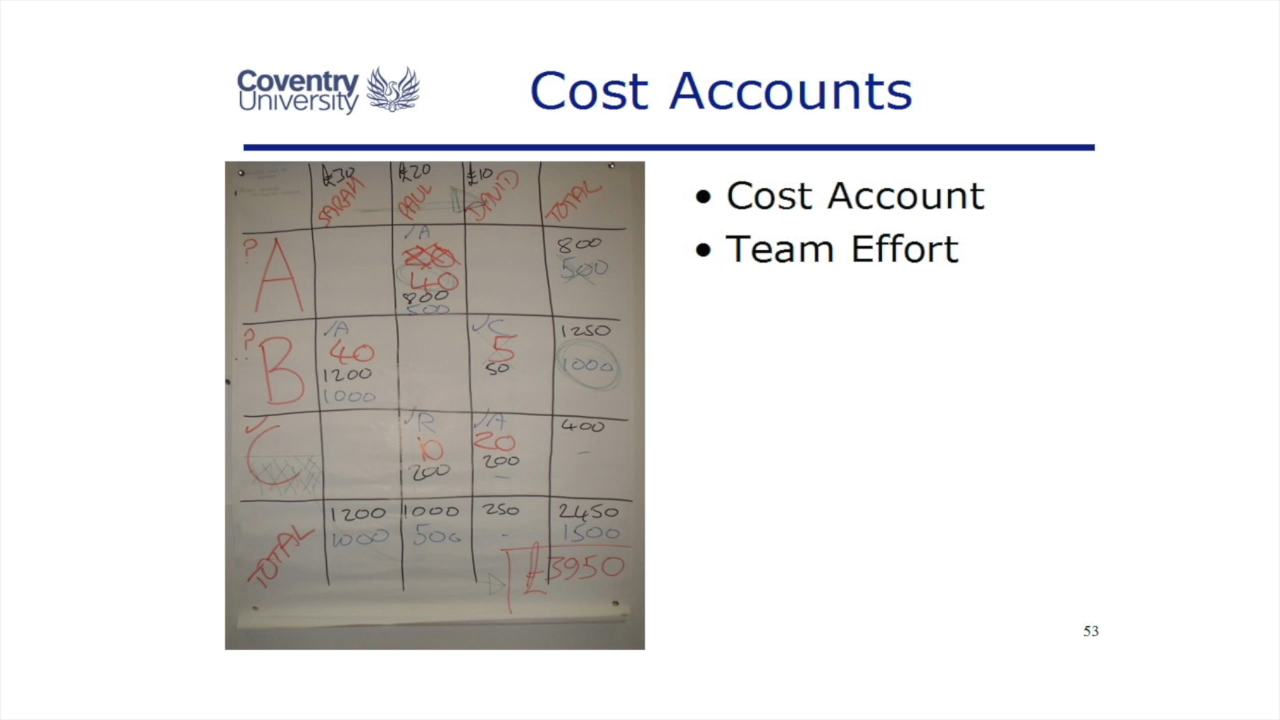 Coventry
University
Cost Accounts
• Cost Account
• Team Effort
£30 £20 £10
SARAH PAUL DAVID TOTAL
? A
√A
40
800
500
800
500
? B
√A
40
1200
1000
√C
5
50
1250
1000
√ C
√R
10
200
√A
20
200
-
400
-
TOTAL
1200 1000 250 2450
1000 500 - 1500
£3950
53